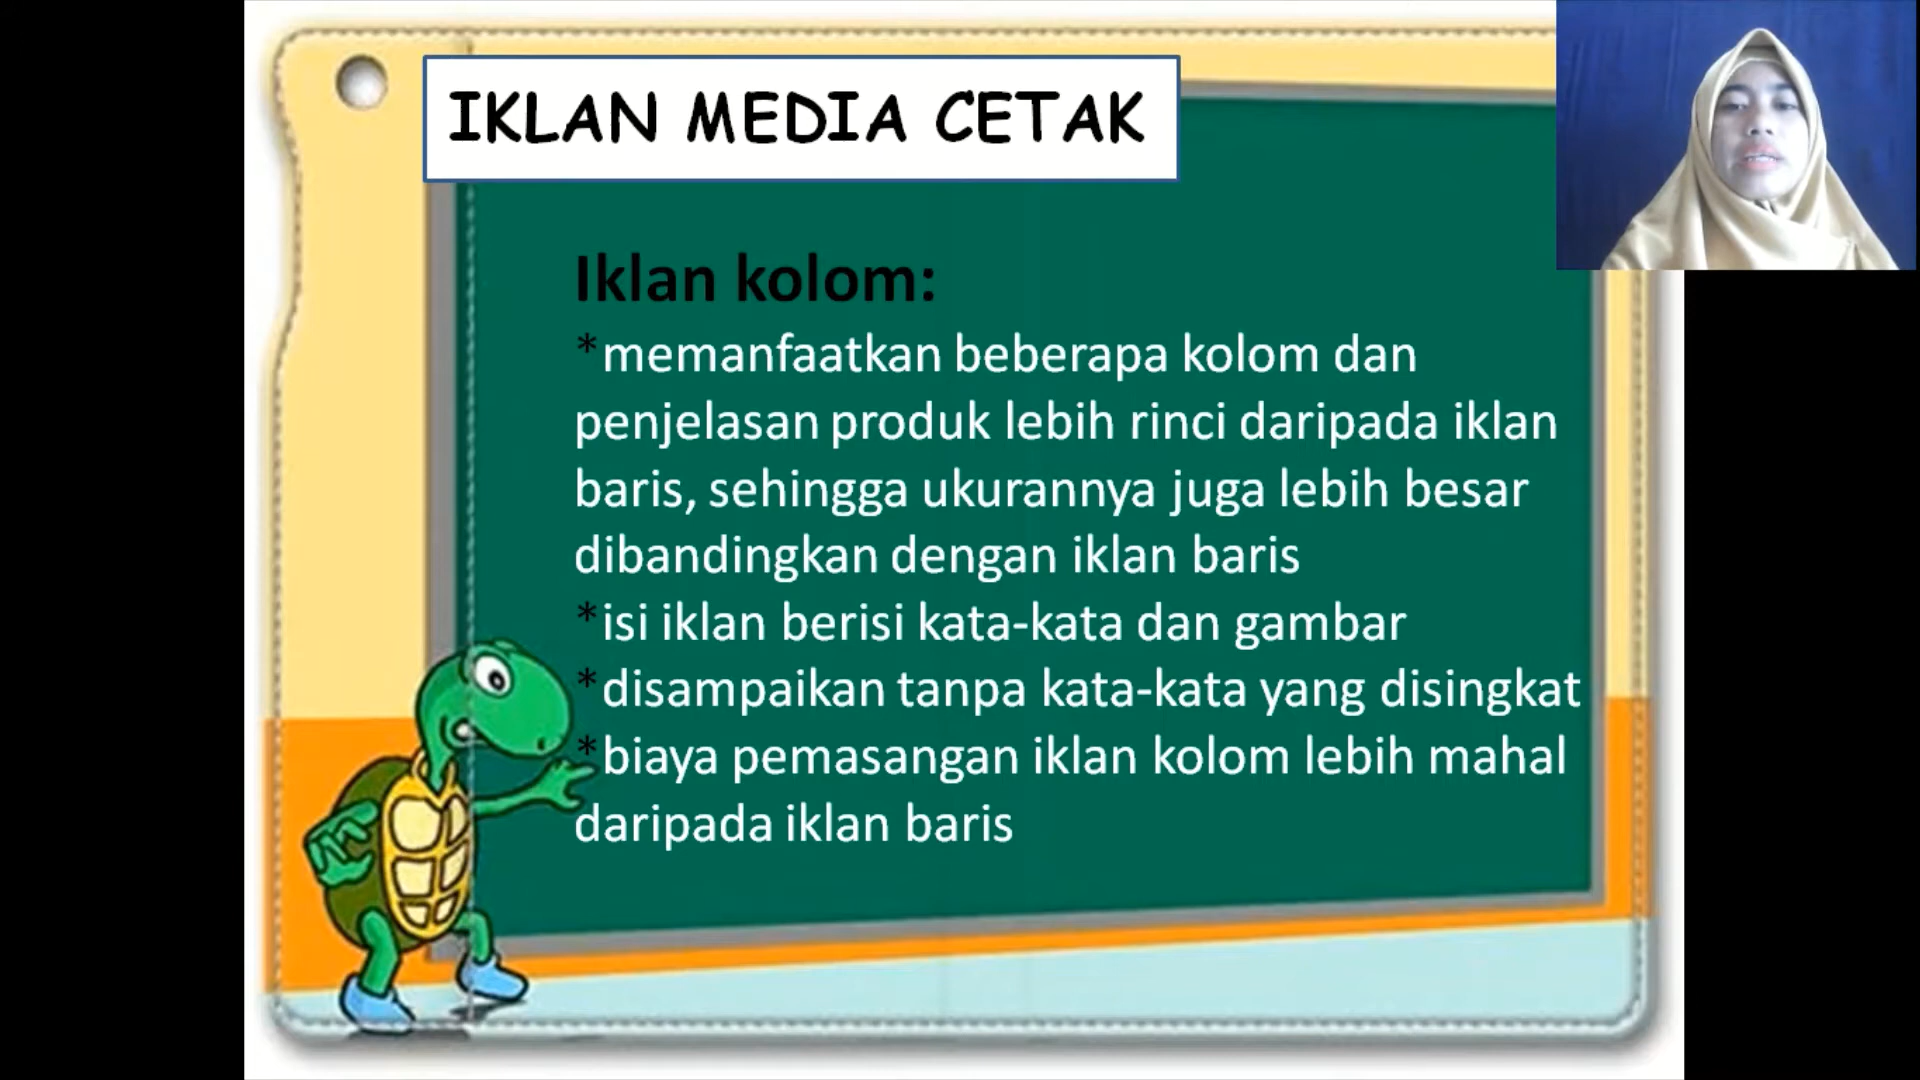 IKLAN MEDIA CETAK
Iklan kolom:
*memanfaatkan beberapa kolom dan
penjelasan produk lebih rinci daripada iklan
baris, sehingga ukurannya juga lebih besar
dibandingkan dengan iklan baris
*isi iklan berisi kata-kata dan gambar
*disampaikan tanpa kata-kata yang disingkat
*biaya pemasangan iklan kolom lebih mahal
daripada iklan baris